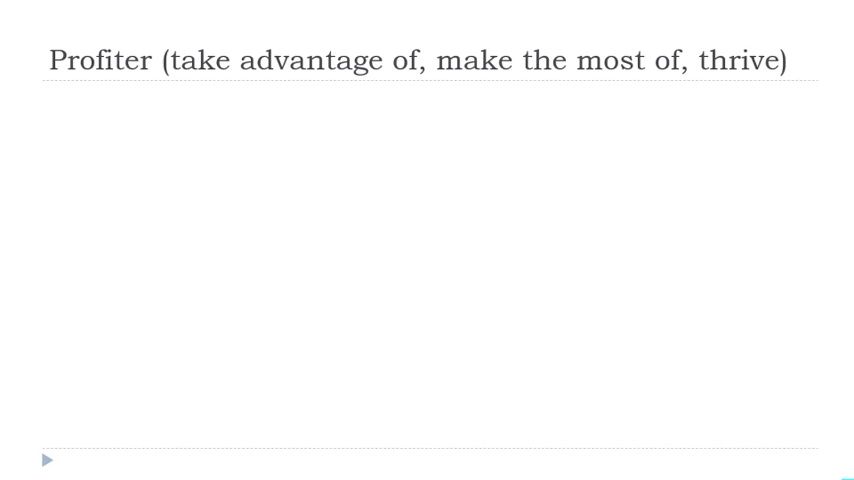 Profiter (take advantage of, make the most of, thrive)